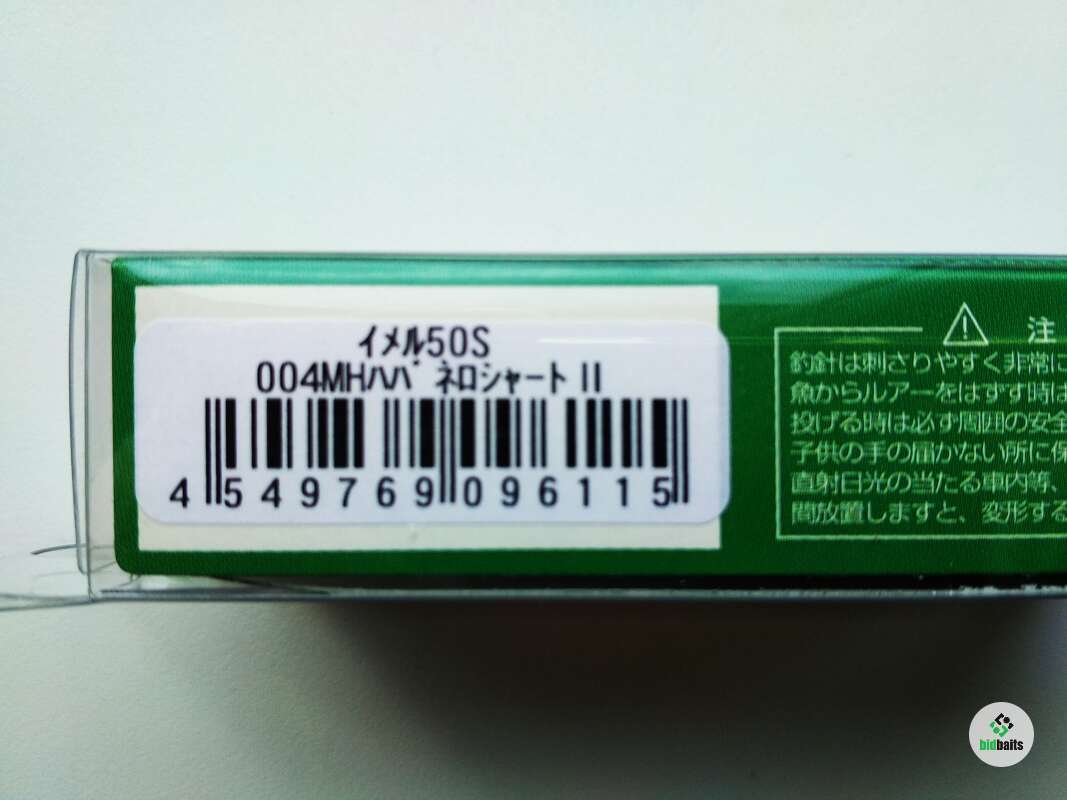 ｲﾒﾙ50S
004MHﾊﾊﾞﾈﾛｼｬｰﾄII
4 549769 096115
注
釣針は刺さりやすく非常に
魚からルアーをはずす時は
投げる時は必ず周囲の安全
子供の手の届かない所に保
直射日光の当たる車内等、
間放置しますと、変形する
bidbaits